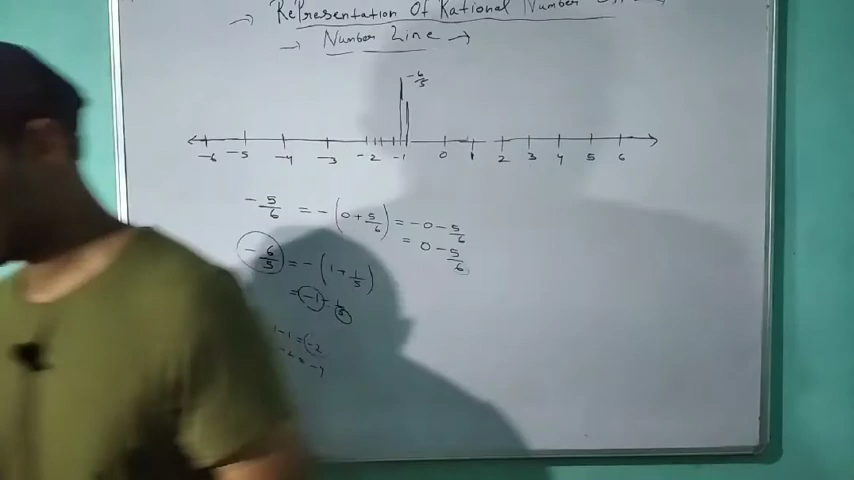 → Representation Of Rational Number
→ Number Line →
-6/5
-6 -5 -4 -3 -2 -1 0 1 2 3 4 5 6
-5/6 = -(0+5/6) = -0-5/6
= 0-5/6
-6/5 = -(1+1/5)
= -1-1/5
1-1=-2